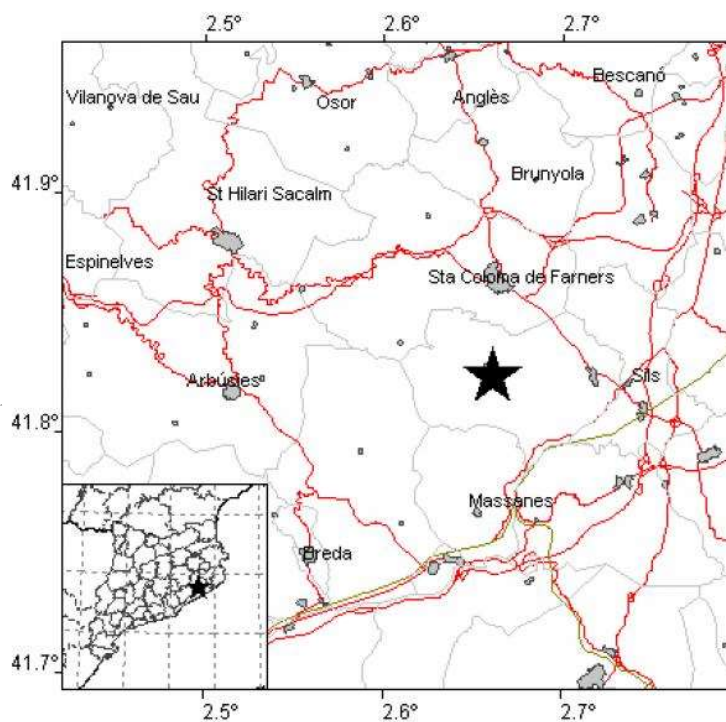 2.5° 2.6° 2.7°
Bescanó
Vilanova de Sau Osor Anglès
Brunyola
41.9°
St Hilari Sacalm
Espinelves
Sta Coloma de Farners
Arbúcies Sils
41.8°
Massanes
Breda
41.7°
2.5° 2.6° 2.7°